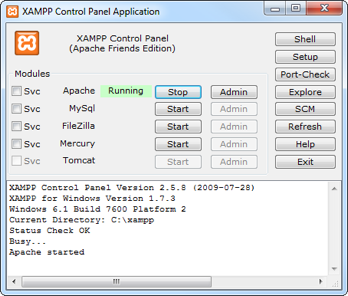 XAMPP Control Panel Application
XAMPP Control Panel
(Apache Friends Edition)
Shell
Setup
Modules
Port-Check
Svc Apache Running Stop Admin
Explore
Svc MySql Start Admin
SCM
Svc FileZilla Start Admin
Refresh
Svc Mercury Start Admin
Help
Svc Tomcat Start Admin
Exit
XAMPP Control Panel Version 2.5.8 (2009-07-28)
XAMPP for Windows Version 1.7.3
Windows 6.1 Build 7600 Platform 2
Current Directory: C:\xampp
Status Check OK
Busy...
Apache started